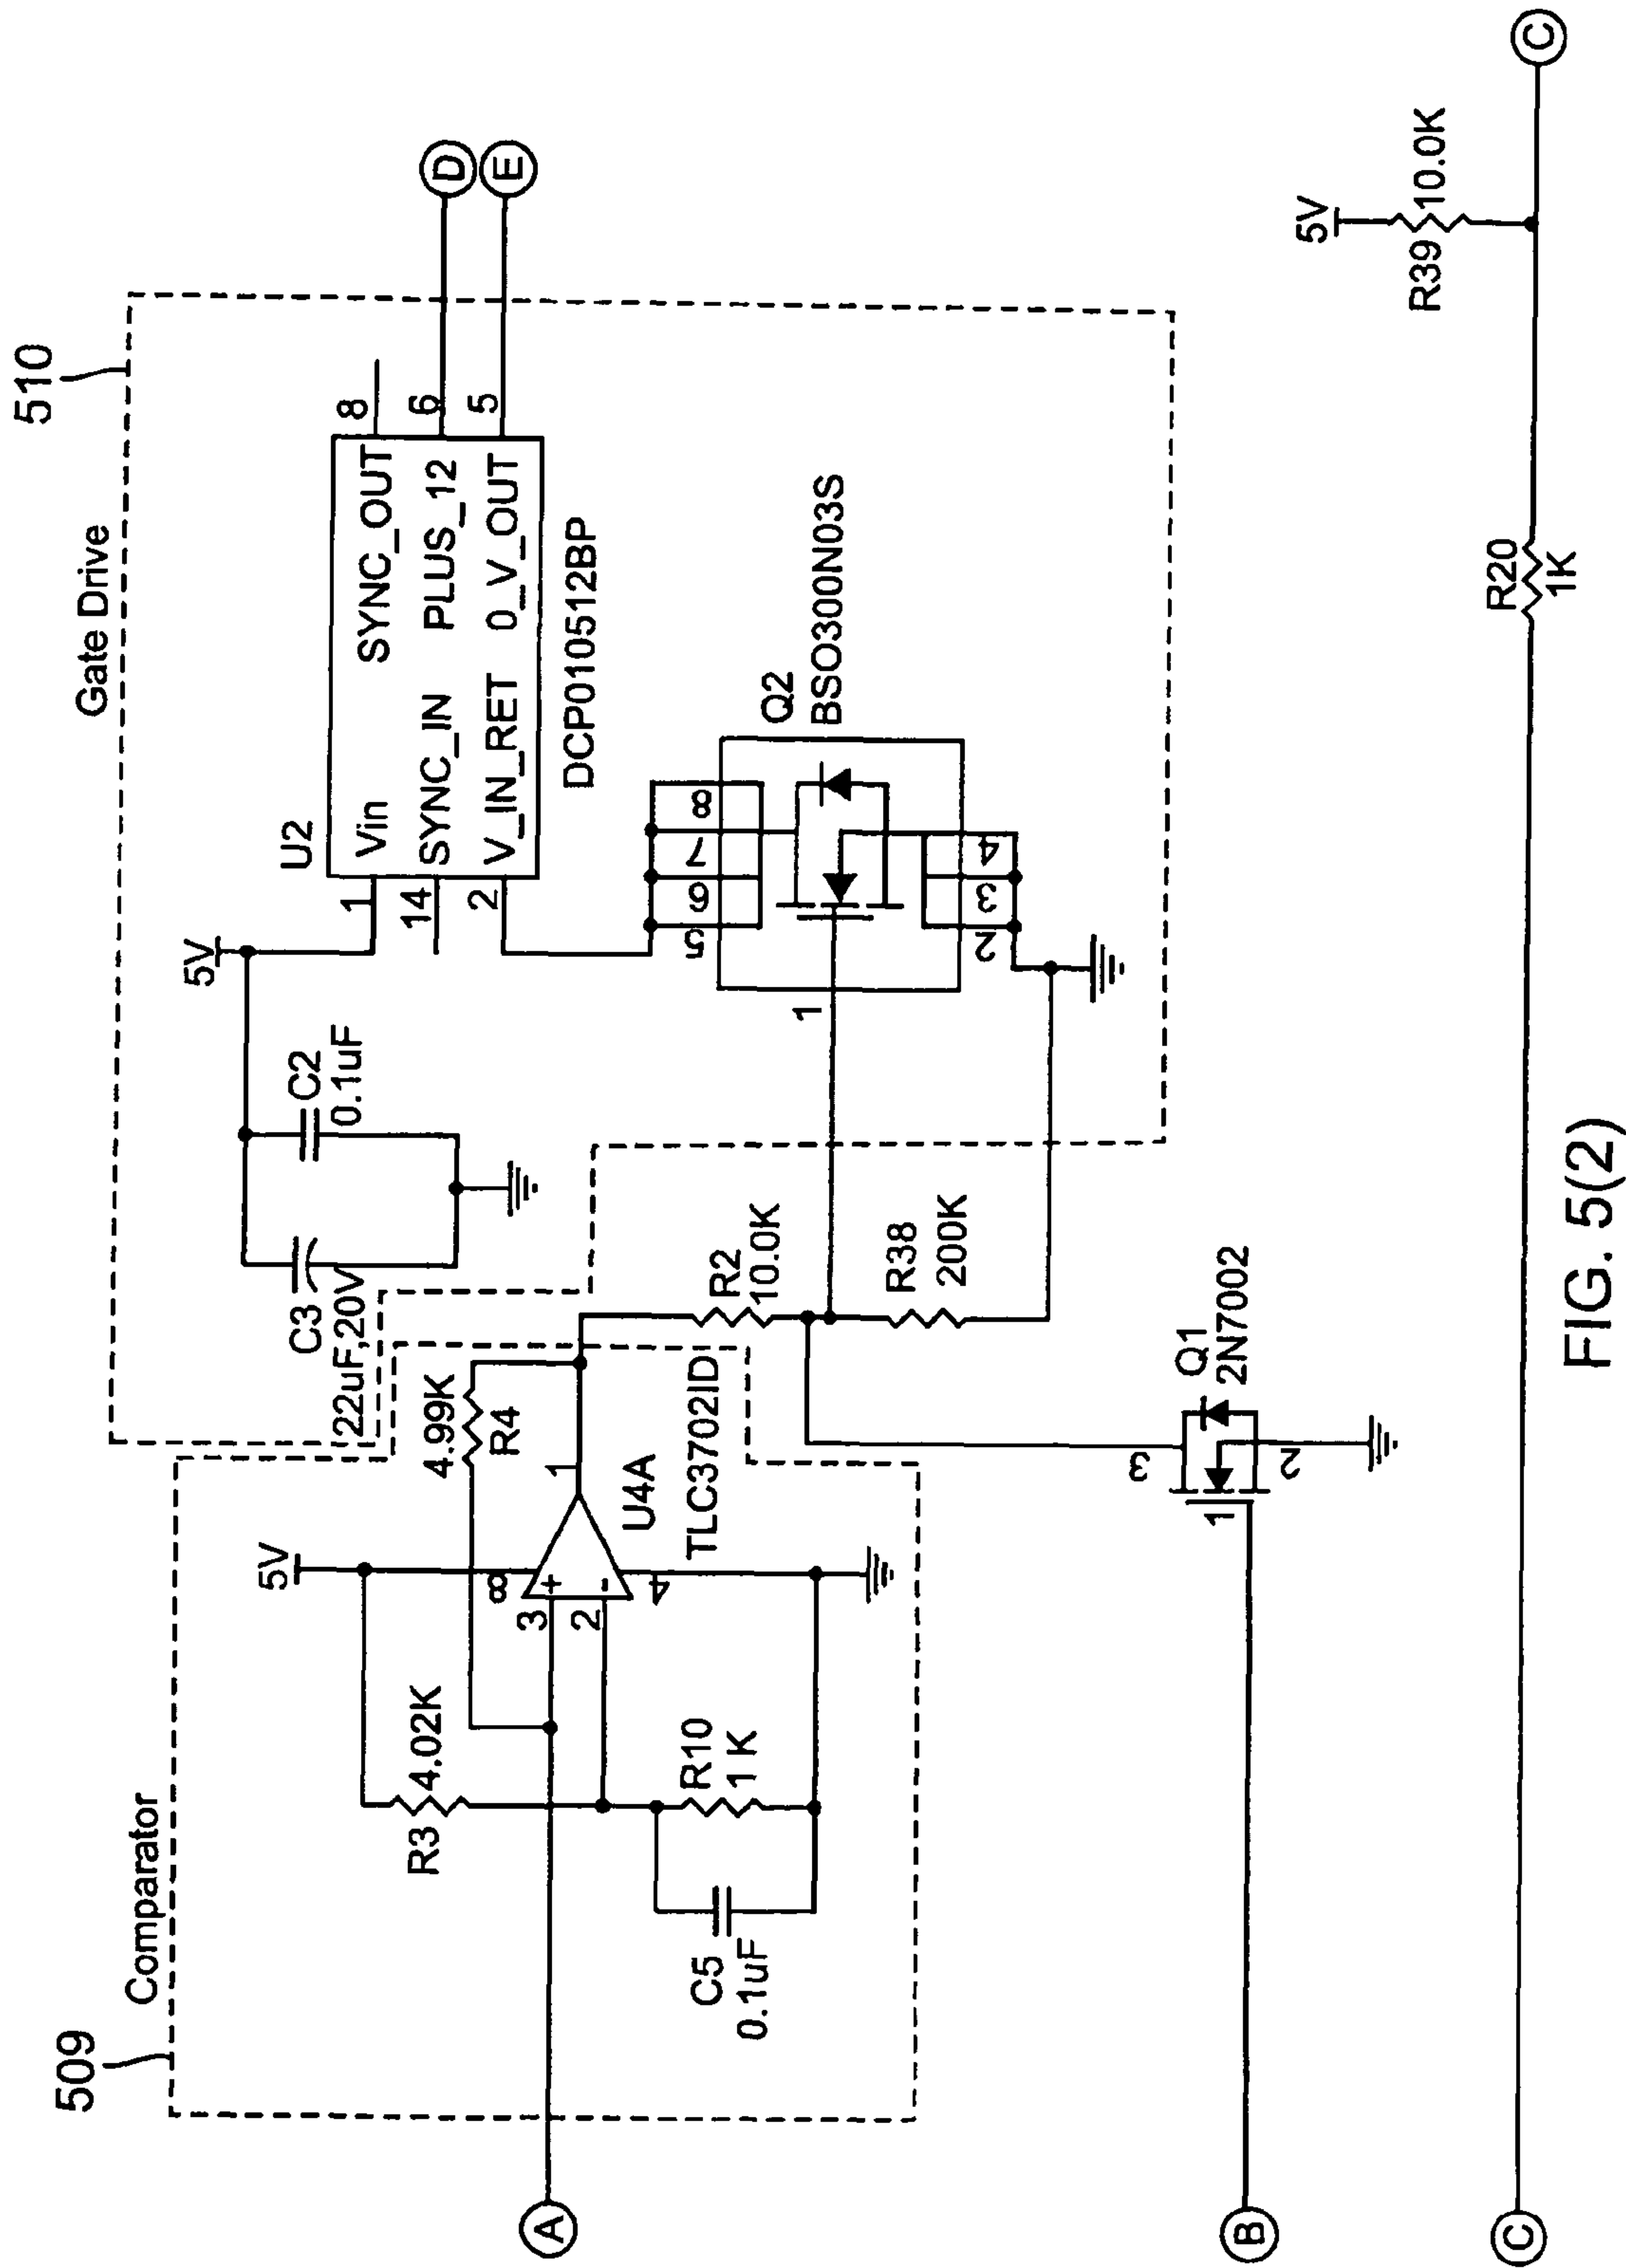 510
Gate Drive
509
Comparator
5V
C3
22uF,20V
C2
0.1uF
5V
U2
1
14
2
Vin
SYNC_IN
V_IN_RET
SYNC_OUT
PLUS_12
0_V_OUT
8
6
5
D
E
DCP010512BP
R3
4.02K
5V
4.99K
R4
8
3
+
2
-
4
1
U4A
TLC3702ID
R10
1 K
C5
0.1uF
A
R2
10.0K
R38
200K
1
5
6
7
8
2
3
4
Q2
BSO300N03S
B
1
3
2
Q1
2N7002
5V
R39
10.0K
C
R20
1K
C
FIG. 5(2)